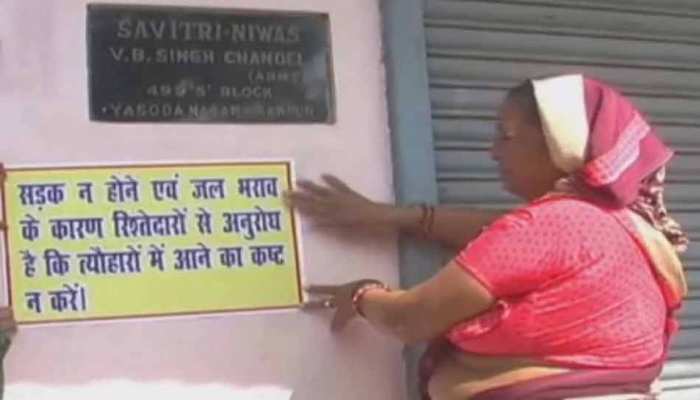 SAVITRI-NIWAS
V.B. SINGH CHANDEL
(ARMY)
499 'S' BLOCK
YASODA NAGAR KANPUR
सड़क न होने एवं जल भराव
के कारण रिश्तेदारों से अनुरोध
है कि त्यौहारों में आने का कष्ट
न करें।